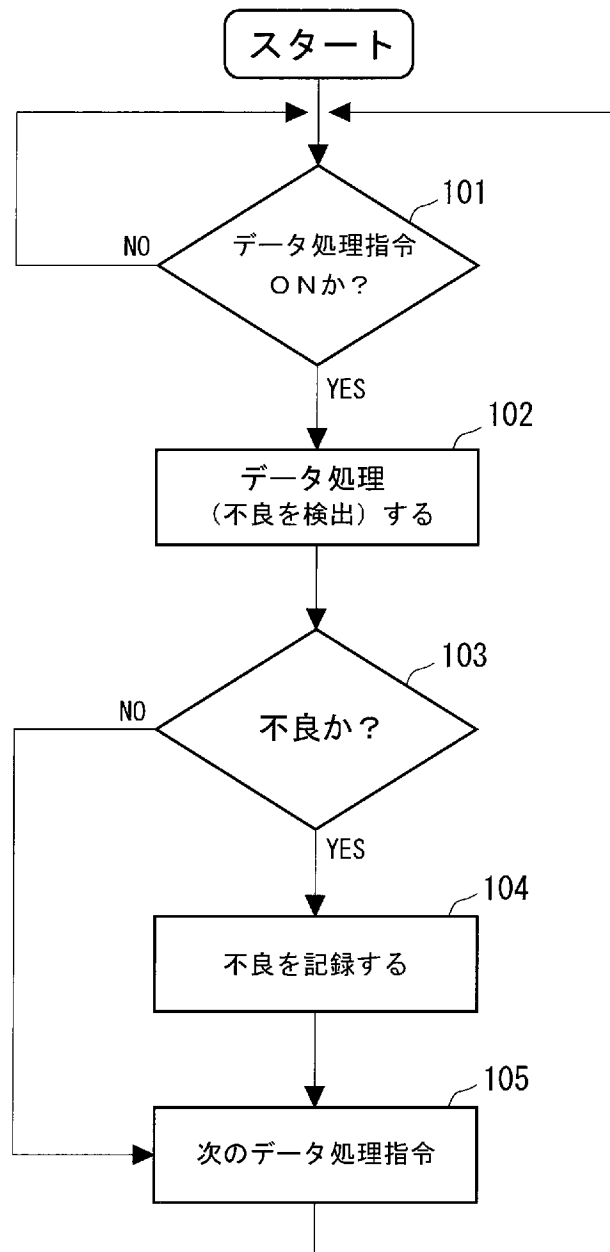 スタート
101
データ処理指令
ONか？
NO
YES
102
データ処理
（不良を検出）する
103
不良か？
NO
YES
104
不良を記録する
105
次のデータ処理指令